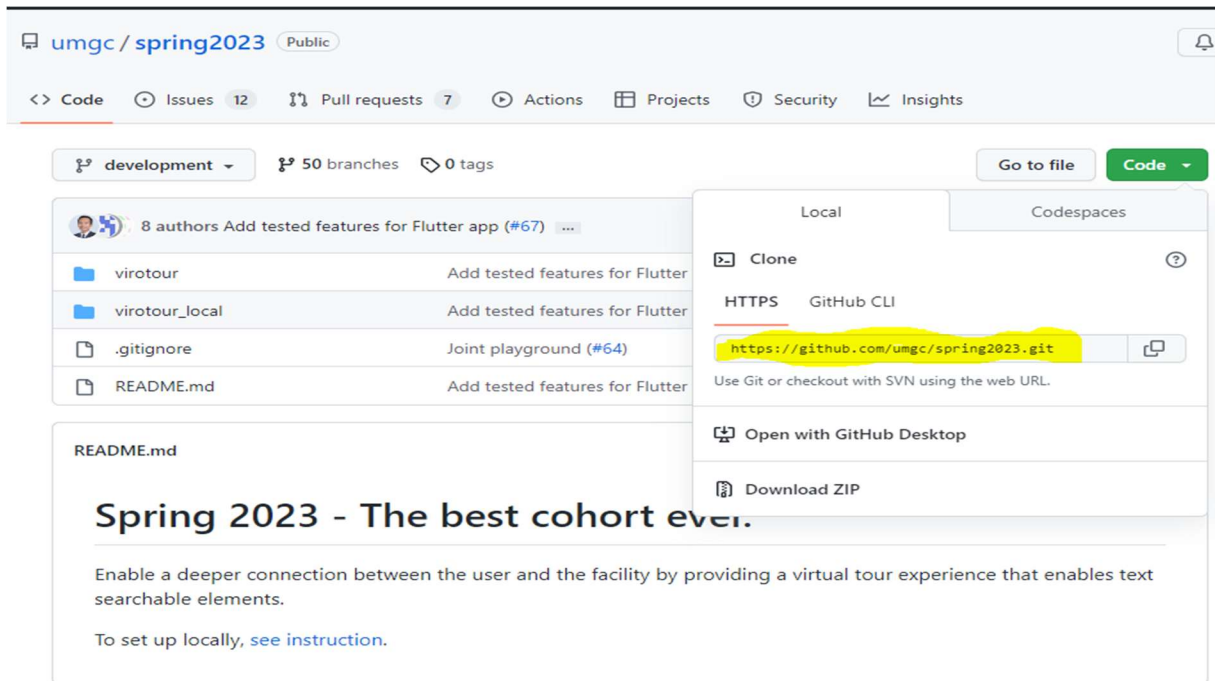 umgc / spring2023 Public
Code Issues 12 Pull requests 7 Actions Projects Security Insights
development 50 branches 0 tags Go to file Code
8 authors Add tested features for Flutter app (#67) ...
virotour Add tested features for Flutter
virotour_local Add tested features for Flutter
.gitignore Joint playground (#64)
README.md Add tested features for Flutter
Local Codespaces
Clone
HTTPS GitHub CLI
https://github.com/umgc/spring2023.git
Use Git or checkout with SVN using the web URL.
Open with GitHub Desktop
Download ZIP
README.md
Spring 2023 - The best cohort ever.
Enable a deeper connection between the user and the facility by providing a virtual tour experience that enables text
searchable elements.
To set up locally, see instruction.